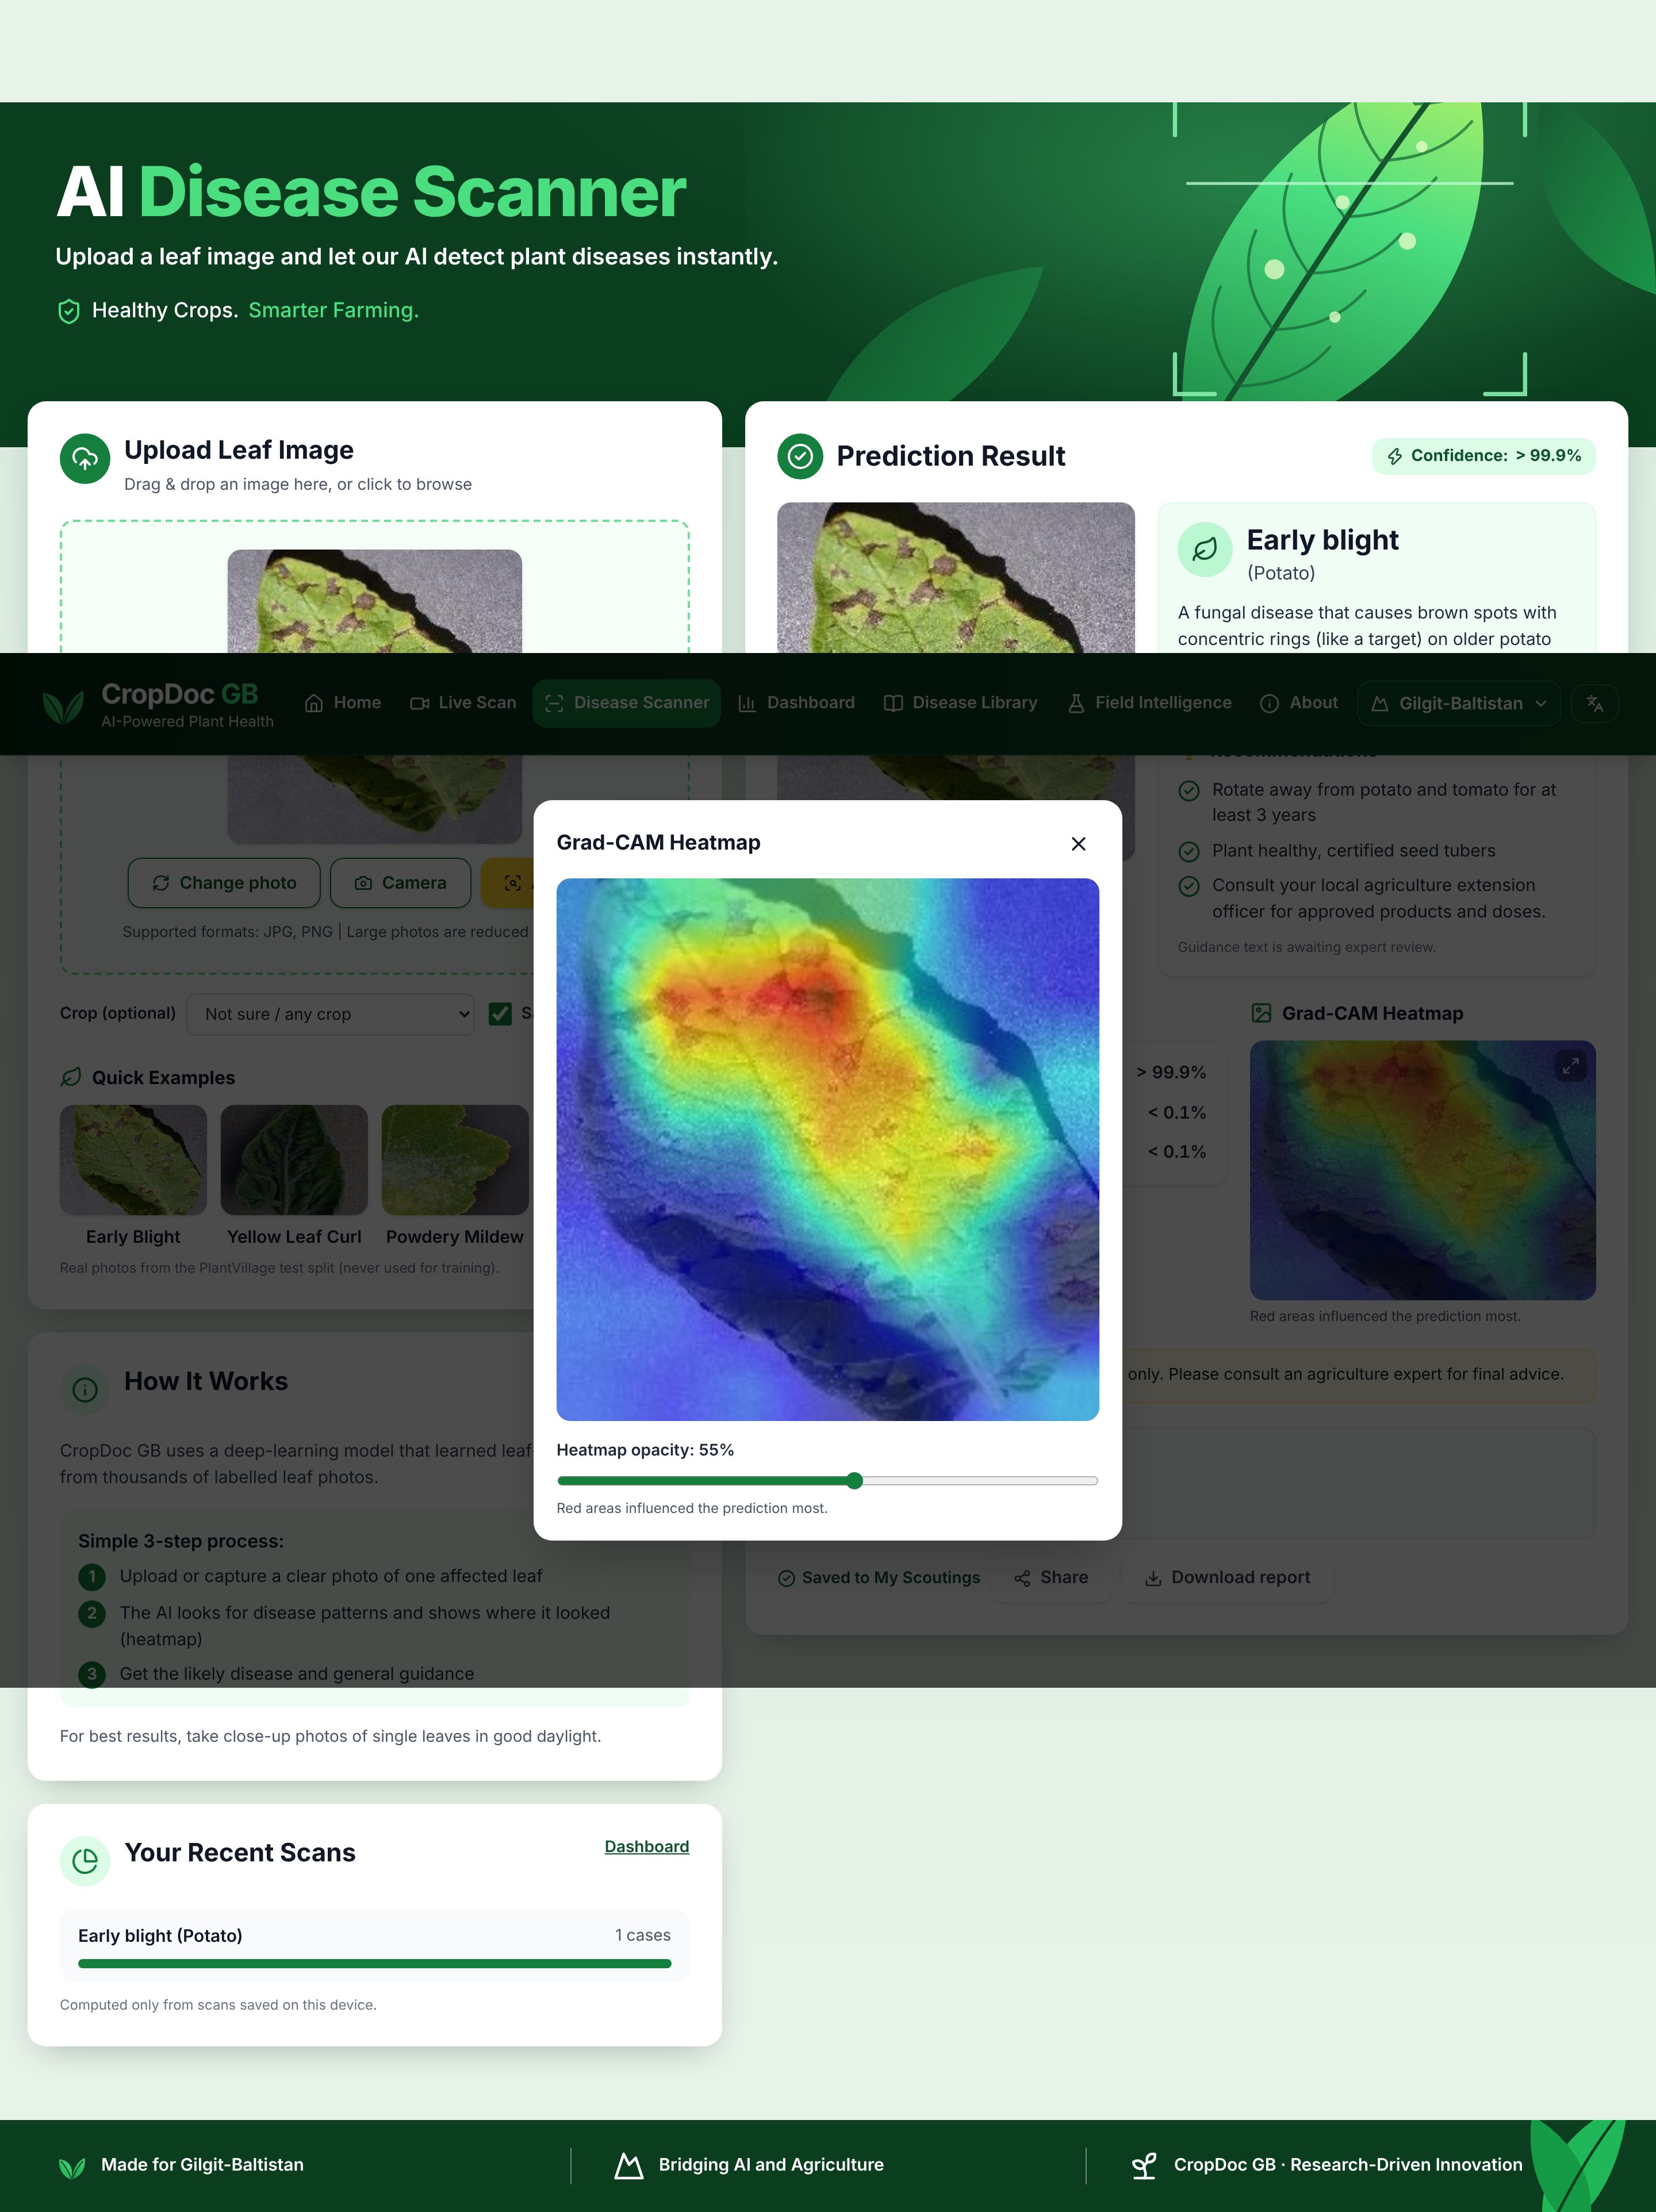 AI Disease Scanner
Upload a leaf image and let our AI detect plant diseases instantly.
Healthy Crops. Smarter Farming.
Upload Leaf Image
Drag & drop an image here, or click to browse
Prediction Result
Confidence: > 99.9%
Early blight
(Potato)
A fungal disease that causes brown spots with
concentric rings (like a target) on older potato
CropDoc GB
AI-Powered Plant Health
Home
Live Scan
Disease Scanner
Dashboard
Disease Library
Field Intelligence
About
Gilgit-Baltistan
Rotate away from potato and tomato for at
least 3 years
Plant healthy, certified seed tubers
Consult your local agriculture extension
officer for approved products and doses.
Guidance text is awaiting expert review.
Change photo
Camera
Supported formats: JPG, PNG | Large photos are reduced
Crop (optional)
Not sure / any crop
Quick Examples
Early Blight
Yellow Leaf Curl
Powdery Mildew
Real photos from the PlantVillage test split (never used for training).
Grad-CAM Heatmap
Heatmap opacity: 55%
Red areas influenced the prediction most.
> 99.9%
< 0.1%
< 0.1%
Grad-CAM Heatmap
Red areas influenced the prediction most.
only. Please consult an agriculture expert for final advice.
Saved to My Scoutings
Share
Download report
How It Works
CropDoc GB uses a deep-learning model that learned leaf-
from thousands of labelled leaf photos.
Simple 3-step process:
1 Upload or capture a clear photo of one affected leaf
2 The AI looks for disease patterns and shows where it looked
(heatmap)
3 Get the likely disease and general guidance
For best results, take close-up photos of single leaves in good daylight.
Your Recent Scans
Dashboard
Early blight (Potato)
1 cases
Computed only from scans saved on this device.
Made for Gilgit-Baltistan
Bridging AI and Agriculture
CropDoc GB · Research-Driven Innovation